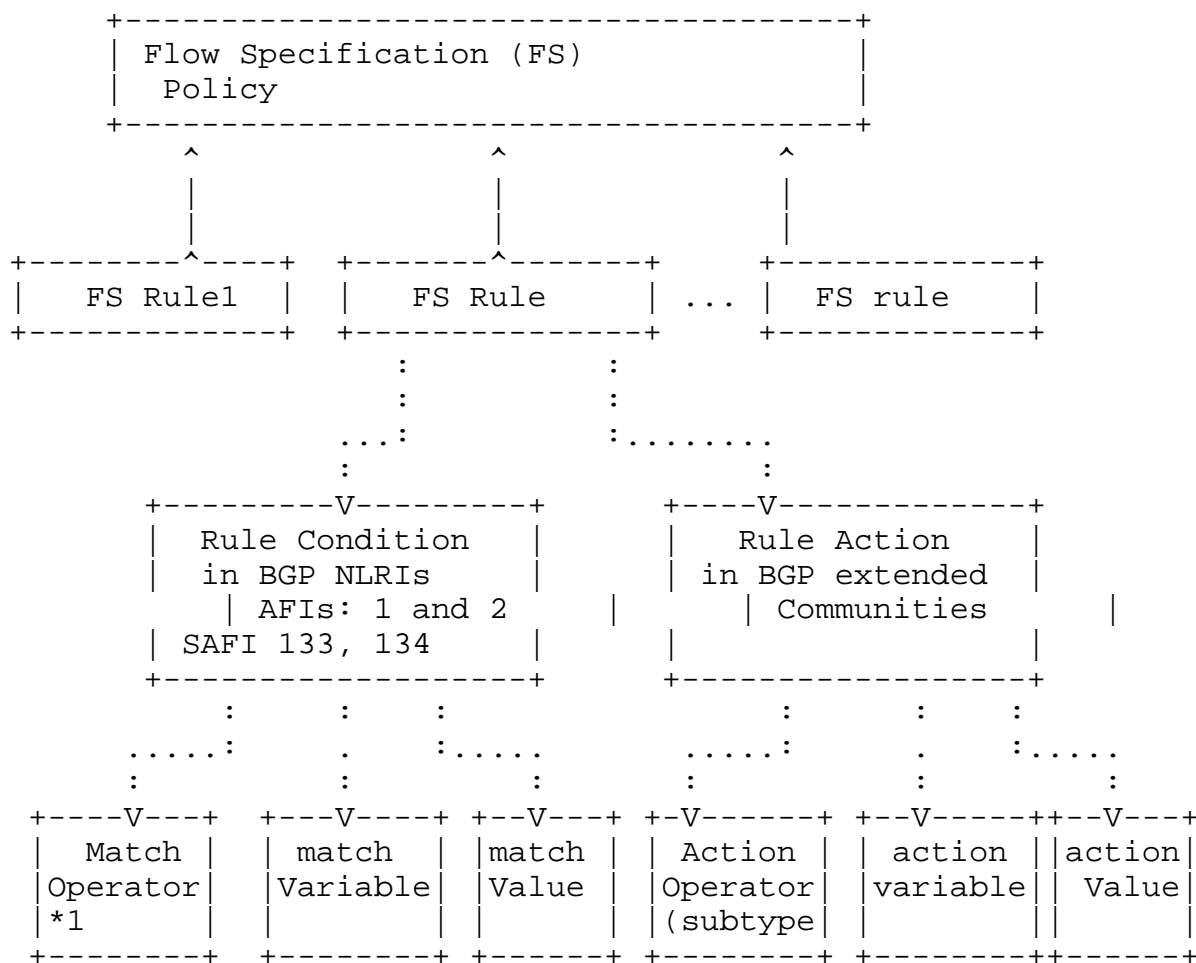 Flow Specification (FS)
Policy
FS Rule1 FS Rule ... FS rule
Rule Condition Rule Action
in BGP NLRIs in BGP extended
AFIs: 1 and 2 Communities
SAFI 133, 134
Match match match Action action action
Operator Variable Value Operator variable Value
*1 (subtype